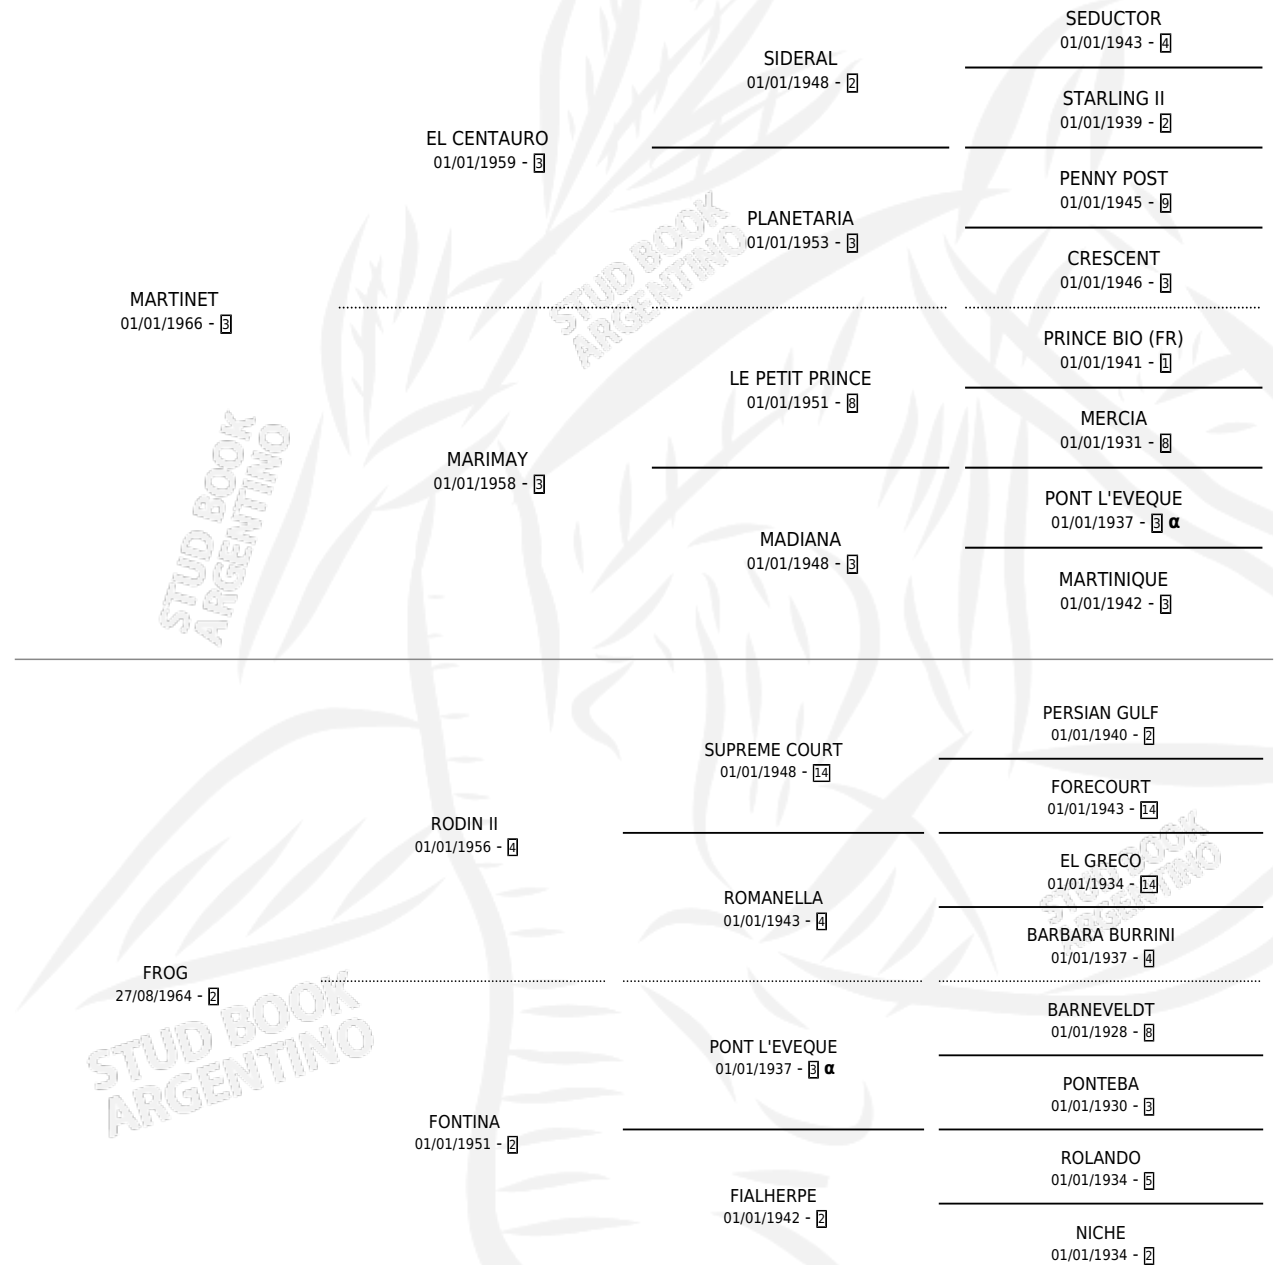 SEDUCTOR
01/01/1943 - 4
SIDERAL
01/01/1948 - 2
STARLING II
01/01/1939 - 2
EL CENTAURO
01/01/1959 - 3
PENNY POST
01/01/1945 - 9
PLANETARIA
01/01/1953 - 3
CRESCENT
01/01/1946 - 3
MARTINET
01/01/1966 - 3
PRINCE BIO (FR)
01/01/1941 - 1
LE PETIT PRINCE
01/01/1951 - 8
MERCIA
01/01/1931 - 8
MARIMAY
01/01/1958 - 3
PONT L'EVEQUE
01/01/1937 - 3 α
MADIANA
01/01/1948 - 3
MARTINIQUE
01/01/1942 - 3
PERSIAN GULF
01/01/1940 - 2
SUPREME COURT
01/01/1948 - 14
FORECOURT
01/01/1943 - 14
RODIN II
01/01/1956 - 4
EL GRECO
01/01/1934 - 14
ROMANELLA
01/01/1943 - 4
BARBARA BURRINI
01/01/1937 - 4
FROG
27/08/1964 - 2
BARNEVELDT
01/01/1928 - 8
PONT L'EVEQUE
01/01/1937 - 3 α
PONTEBA
01/01/1930 - 3
FONTINA
01/01/1951 - 2
ROLANDO
01/01/1934 - 5
FIALHERPE
01/01/1942 - 2
NICHE
01/01/1934 - 2
STUD BOOK
ARGENTINO
STUD BOOK
ARGENTINO
STUD BOOK
ARGENTINO
STUD BOOK
ARGENTINO